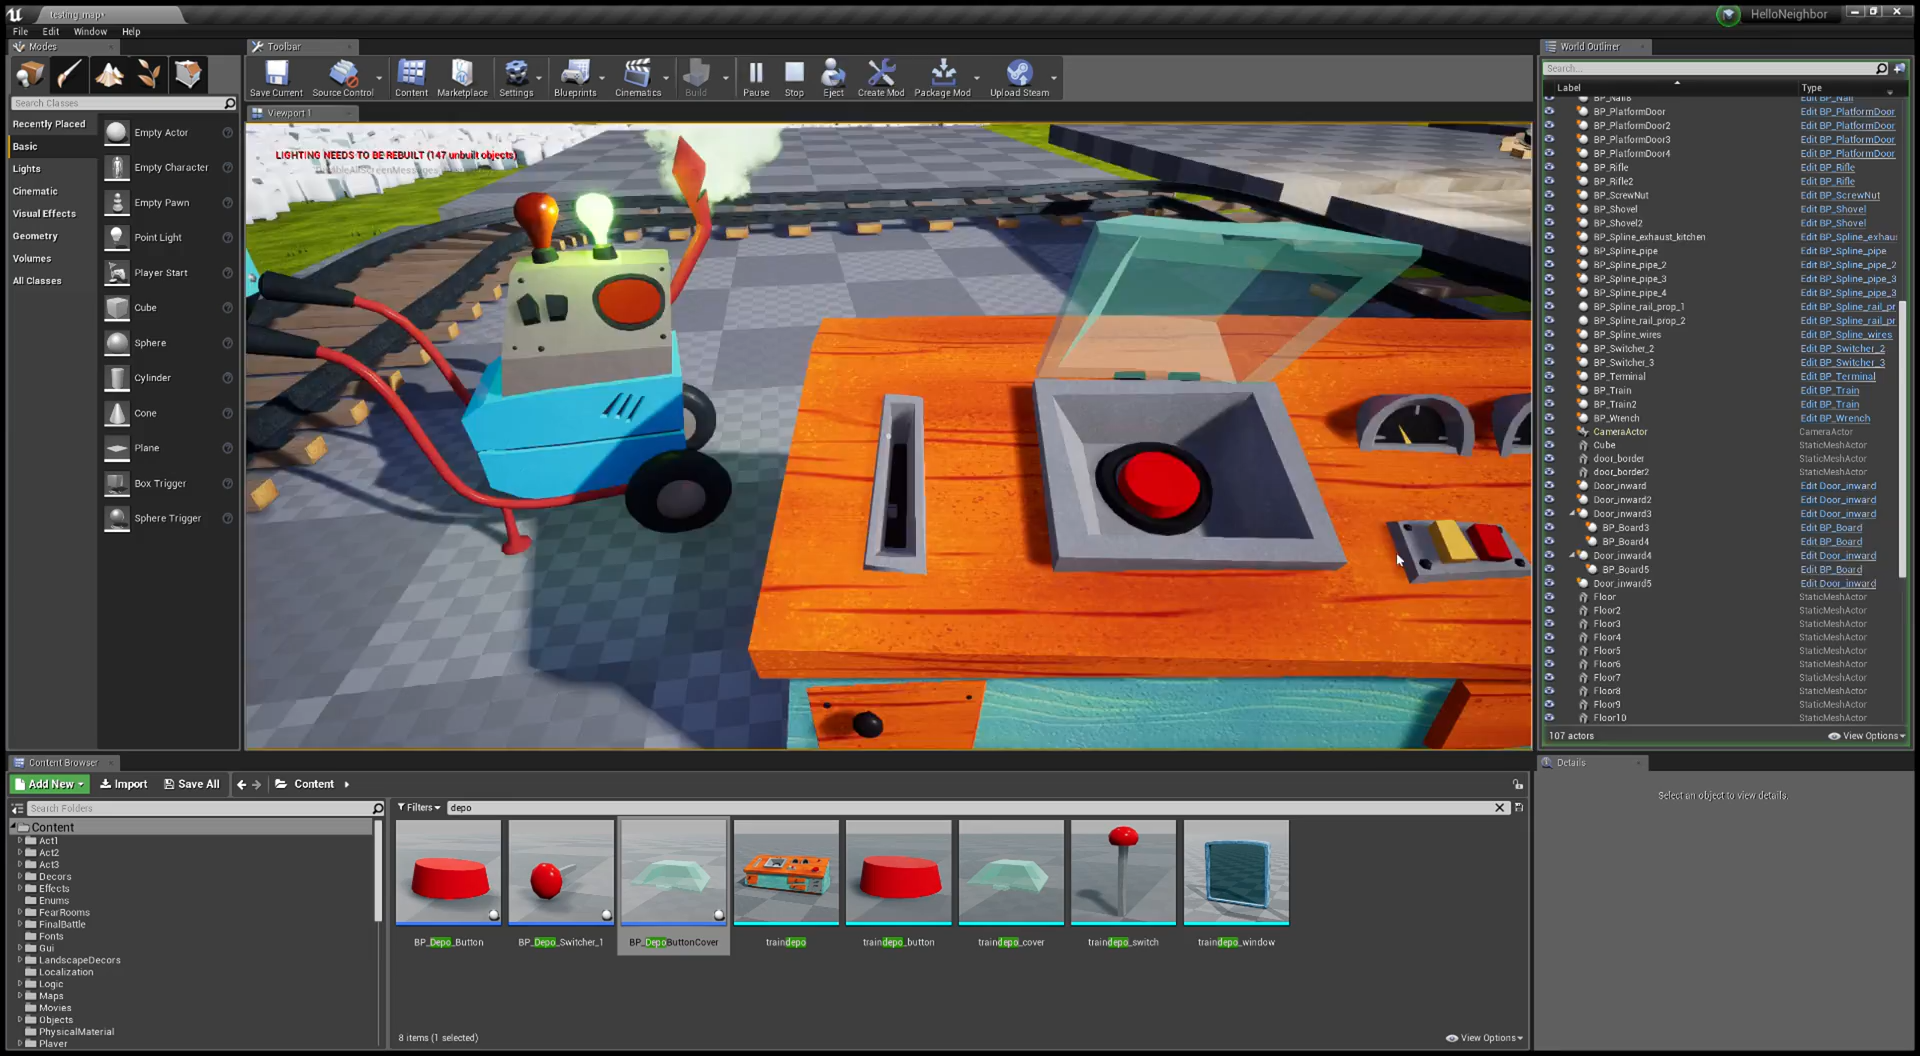 testing_map*
HelloNeighbor
File Edit Window Help
Modes
Toolbar
World Outliner
Save Current
Source Control
Content
Marketplace
Settings
Blueprints
Cinematics
Build
Pause
Stop
Eject
Create Mod
Package Mod
Upload Steam
Search Classes
Viewport 1
Recently Placed
Basic
Lights
Cinematic
Visual Effects
Geometry
Volumes
All Classes
Empty Actor
Empty Character
Empty Pawn
Point Light
Player Start
Cube
Sphere
Cylinder
Cone
Plane
Box Trigger
Sphere Trigger
LIGHTING NEEDS TO BE REBUILT (147 unbuilt objects)
Search...
Label Type
BP_PlatformDoor Edit BP_PlatformDoor
BP_PlatformDoor2 Edit BP_PlatformDoor
BP_PlatformDoor3 Edit BP_PlatformDoor
BP_PlatformDoor4 Edit BP_PlatformDoor
BP_Rifle Edit BP_Rifle
BP_Rifle2 Edit BP_Rifle
BP_ScrewNut Edit BP_ScrewNut
BP_Shovel Edit BP_Shovel
BP_Shovel2 Edit BP_Shovel
BP_Spline_exhaust_kitchen Edit BP_Spline_exhau
BP_Spline_pipe Edit BP_Spline_pipe
BP_Spline_pipe_2 Edit BP_Spline_pipe_2
BP_Spline_pipe_3 Edit BP_Spline_pipe_3
BP_Spline_pipe_4 Edit BP_Spline_pipe_3
BP_Spline_rail_prop_1 Edit BP_Spline_rail_pr
BP_Spline_rail_prop_2 Edit BP_Spline_rail_pr
BP_Spline_wires Edit BP_Spline_wires
BP_Switcher_2 Edit BP_Switcher_2
BP_Switcher_3 Edit BP_Switcher_3
BP_Terminal Edit BP_Terminal
BP_Train Edit BP_Train
BP_Train2 Edit BP_Train
BP_Wrench Edit BP_Wrench
CameraActor CameraActor
Cube StaticMeshActor
door_border StaticMeshActor
door_border2 StaticMeshActor
Door_inward Edit Door_inward
Door_inward2 Edit Door_inward
Door_inward3 Edit Door_inward
BP_Board3 Edit BP_Board
BP_Board4 Edit BP_Board
Door_inward4 Edit Door_inward
BP_Board5 Edit BP_Board
Door_inward5 Edit Door_inward
Floor StaticMeshActor
Floor2 StaticMeshActor
Floor3 StaticMeshActor
Floor4 StaticMeshActor
Floor5 StaticMeshActor
Floor6 StaticMeshActor
Floor7 StaticMeshActor
Floor8 StaticMeshActor
Floor9 StaticMeshActor
Floor10 StaticMeshActor
107 actors View Options
Content Browser
Add New Import Save All Content
Search Folders
Content
Act1
Act2
Act3
Decors
Effects
Enums
FearRooms
FinalBattle
Fonts
Gui
LandscapeDecors
Localization
Logic
Maps
Movies
Objects
PhysicalMaterial
Player
Filters depo
BP_Depo_Button
BP_Depo_Switcher_1
BP_DepoButtonCover
traindepo
traindepo_button
traindepo_cover
traindepo_switch
traindepo_window
8 items (1 selected)
View Options
Details
Select an object to view details.